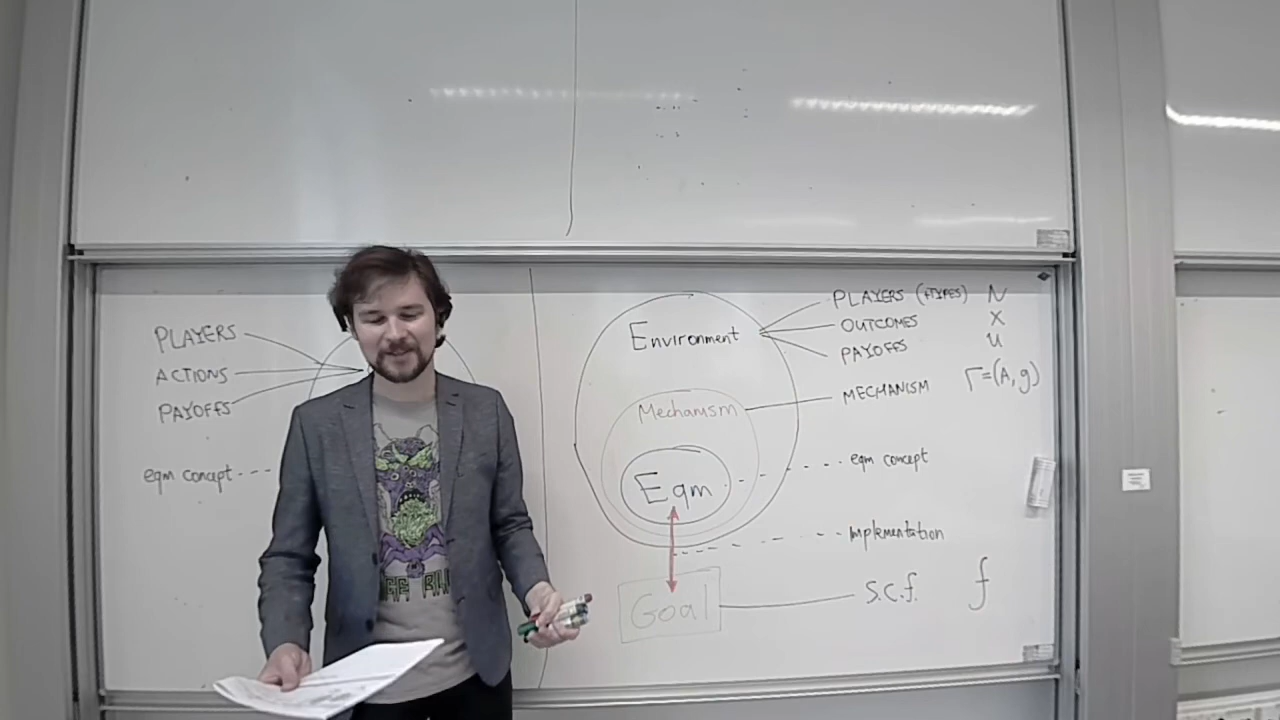 PLAYERS
ACTIONS
PAYOFFS
eqm concept
Environment
Mechanism
Eqm
Goal
PLAYERS (+TYPES) N
OUTCOMES X
PAYOFFS u
MECHANISM Γ=(A, g)
eqm concept
Implementation
S.C.f. f